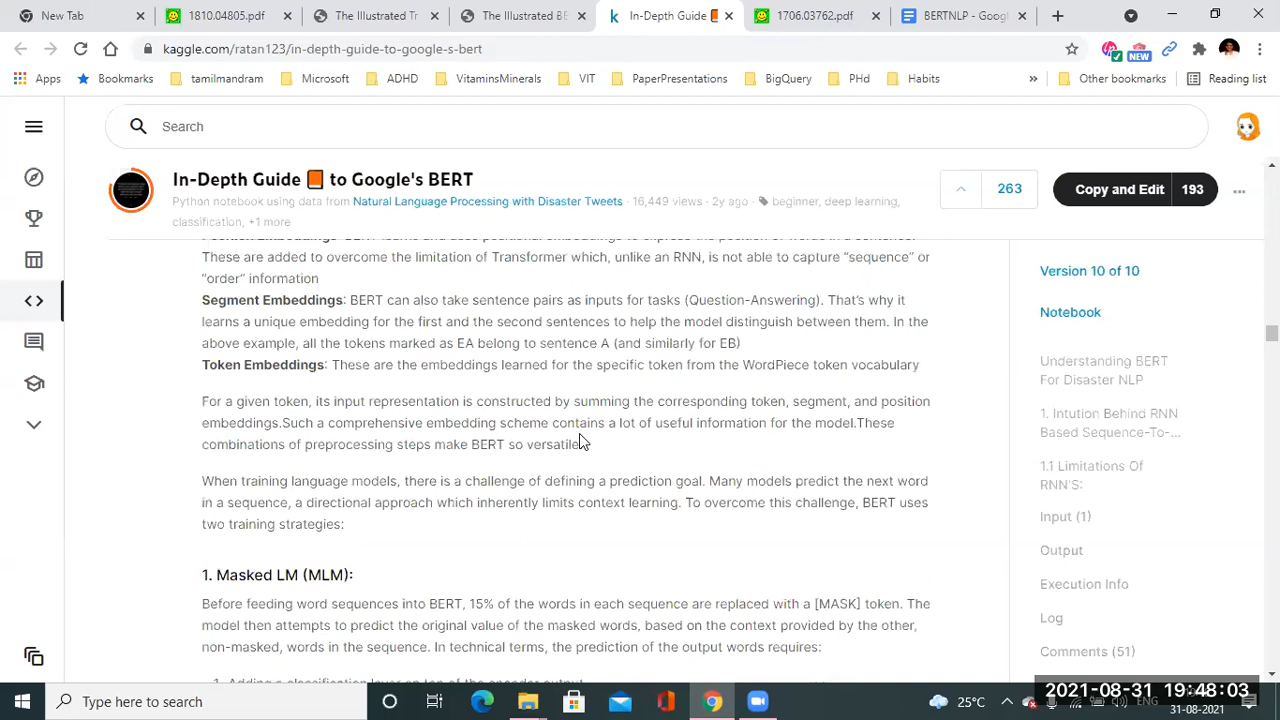 New Tab
1810.04805.pdf
The Illustrated Tr
The Illustrated BE
In-Depth Guide
1706.03762.pdf
BERTNLP - Goog
kaggle.com/ratan123/in-depth-guide-to-google-s-bert
NEW
Apps
Bookmarks
tamilmandram
Microsoft
ADHD
VitaminsMinerals
VIT
PaperPresentations
BigQuery
PHd
Habits
»
Other bookmarks
Reading list
Search
In-Depth Guide 📙 to Google's BERT
Python notebook using data from Natural Language Processing with Disaster Tweets · 16,449 views · 2y ago · beginner, deep learning,
classification, +1 more
263
Copy and Edit 193
These are added to overcome the limitation of Transformer which, unlike an RNN, is not able to capture “sequence” or
“order” information
Segment Embeddings: BERT can also take sentence pairs as inputs for tasks (Question-Answering). That’s why it
learns a unique embedding for the first and the second sentences to help the model distinguish between them. In the
above example, all the tokens marked as EA belong to sentence A (and similarly for EB)
Token Embeddings: These are the embeddings learned for the specific token from the WordPiece token vocabulary
For a given token, its input representation is constructed by summing the corresponding token, segment, and position
embeddings.Such a comprehensive embedding scheme contains a lot of useful information for the model.These
combinations of preprocessing steps make BERT so versatile.
When training language models, there is a challenge of defining a prediction goal. Many models predict the next word
in a sequence, a directional approach which inherently limits context learning. To overcome this challenge, BERT uses
two training strategies:
1. Masked LM (MLM):
Before feeding word sequences into BERT, 15% of the words in each sequence are replaced with a [MASK] token. The
model then attempts to predict the original value of the masked words, based on the context provided by the other,
non-masked, words in the sequence. In technical terms, the prediction of the output words requires:
1. Adding a classification layer on top of the encoder output.
Version 10 of 10
Notebook
Understanding BERT
For Disaster NLP
1. Intution Behind RNN
Based Sequence-To-...
1.1 Limitations Of
RNN'S:
Input (1)
Output
Execution Info
Log
Comments (51)
Type here to search
25°C
ENG
2021-08-31 19:48:03
31-08-2021